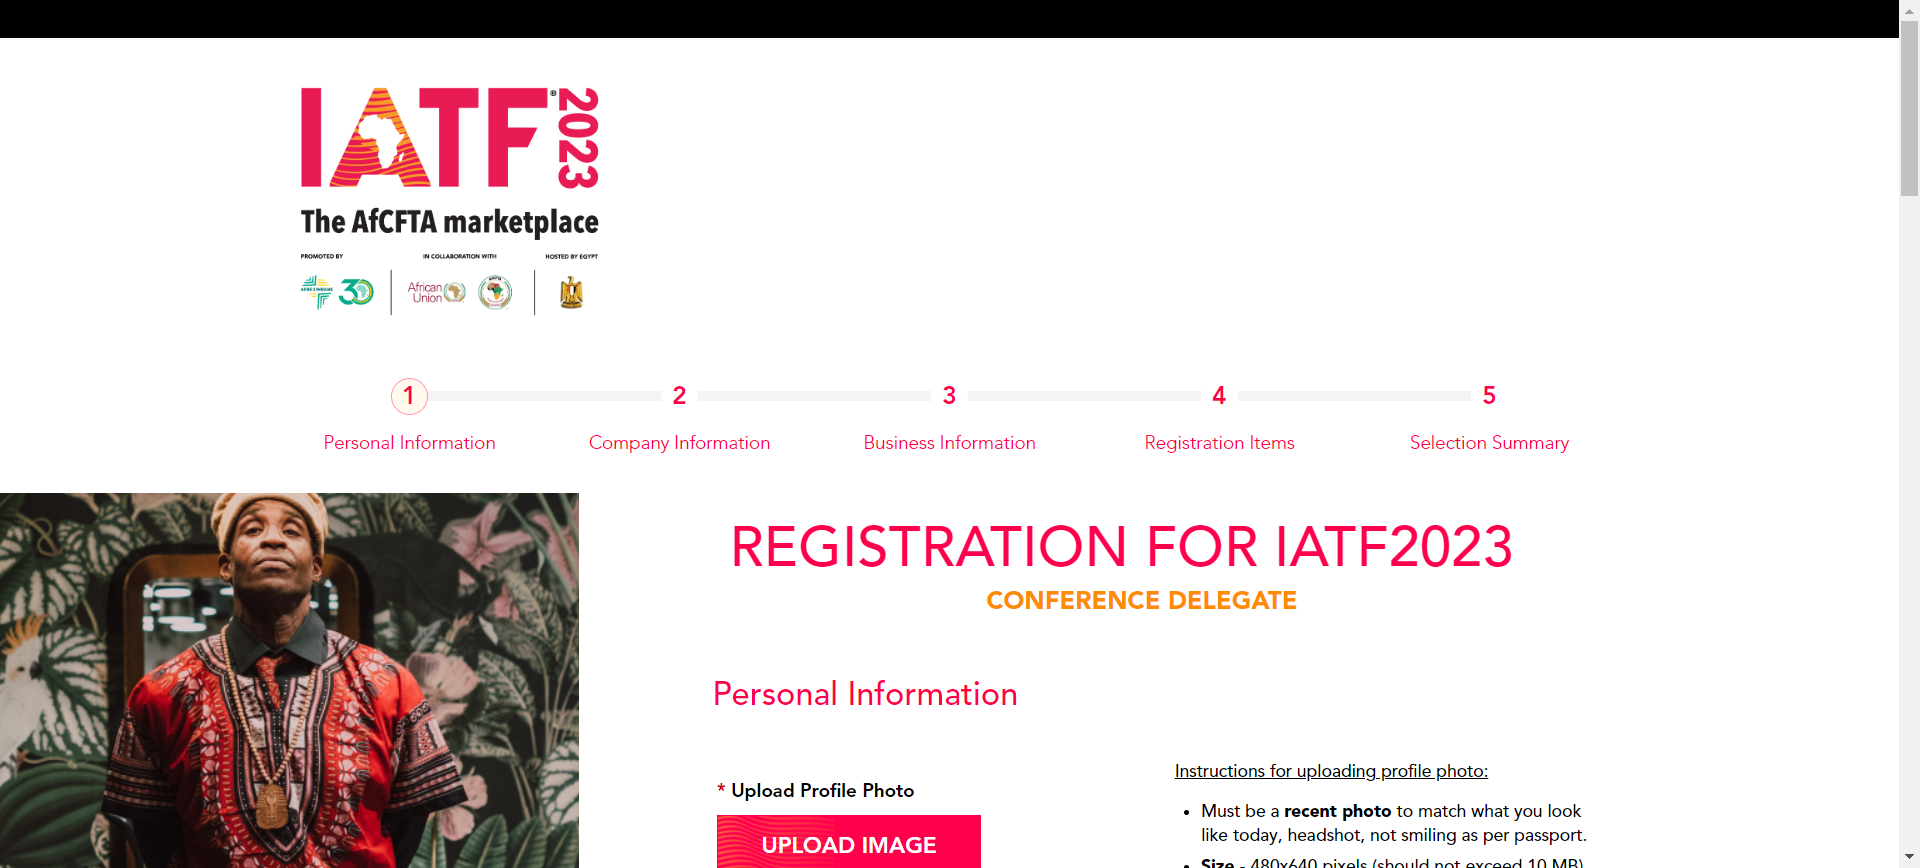 IATF® 2023
The AfCFTA marketplace
PROMOTED BY
IN COLLABORATION WITH
HOSTED BY EGYPT
AFREXIMBANK
30
African
Union
1
2
3
4
5
Personal Information
Company Information
Business Information
Registration Items
Selection Summary
REGISTRATION FOR IATF2023
CONFERENCE DELEGATE
Personal Information
* Upload Profile Photo
UPLOAD IMAGE
Instructions for uploading profile photo:
• Must be a recent photo to match what you look
like today, headshot, not smiling as per passport.
• Size - 480x640 pixels (should not exceed 10 MB)